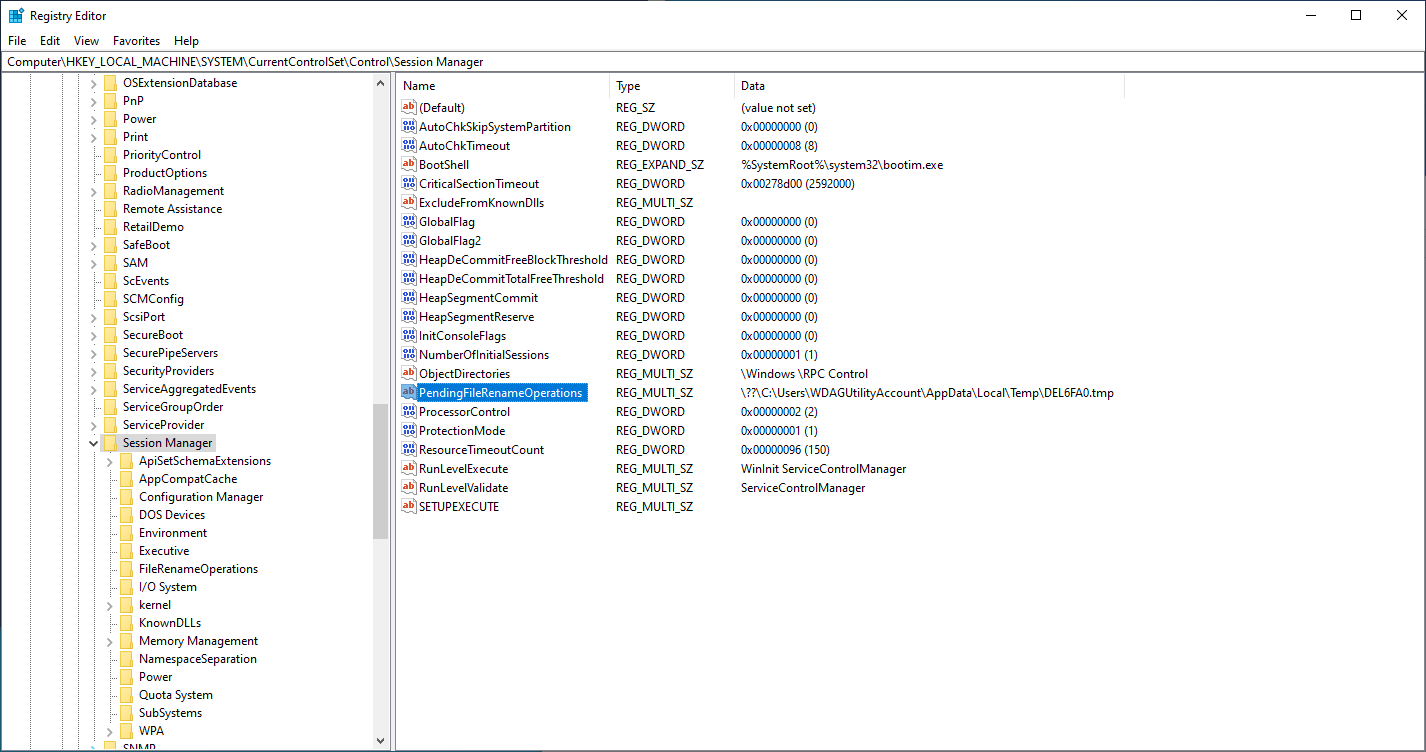 Registry Editor
File Edit View Favorites Help
Computer\HKEY_LOCAL_MACHINE\SYSTEM\CurrentControlSet\Control\Session Manager
OSExtensionDatabase
PnP
Power
Print
PriorityControl
ProductOptions
RadioManagement
Remote Assistance
RetailDemo
SafeBoot
SAM
ScEvents
SCMConfig
ScsiPort
SecureBoot
SecurePipeServers
SecurityProviders
ServiceAggregatedEvents
ServiceGroupOrder
ServiceProvider
Session Manager
ApiSetSchemaExtensions
AppCompatCache
Configuration Manager
DOS Devices
Environment
Executive
FileRenameOperations
I/O System
kernel
KnownDLLs
Memory Management
NamespaceSeparation
Power
Quota System
SubSystems
WPA
SNMP
Name Type Data
(Default) REG_SZ (value not set)
AutoChkSkipSystemPartition REG_DWORD 0x00000000 (0)
AutoChkTimeout REG_DWORD 0x00000008 (8)
BootShell REG_EXPAND_SZ %SystemRoot%\system32\bootim.exe
CriticalSectionTimeout REG_DWORD 0x00278d00 (2592000)
ExcludeFromKnownDlls REG_MULTI_SZ
GlobalFlag REG_DWORD 0x00000000 (0)
GlobalFlag2 REG_DWORD 0x00000000 (0)
HeapDeCommitFreeBlockThreshold REG_DWORD 0x00000000 (0)
HeapDeCommitTotalFreeThreshold REG_DWORD 0x00000000 (0)
HeapSegmentCommit REG_DWORD 0x00000000 (0)
HeapSegmentReserve REG_DWORD 0x00000000 (0)
InitConsoleFlags REG_DWORD 0x00000000 (0)
NumberOfInitialSessions REG_DWORD 0x00000001 (1)
ObjectDirectories REG_MULTI_SZ \Windows \RPC Control
PendingFileRenameOperations REG_MULTI_SZ \??\C:\Users\WDAGUtilityAccount\AppData\Local\Temp\DEL6FA0.tmp
ProcessorControl REG_DWORD 0x00000002 (2)
ProtectionMode REG_DWORD 0x00000001 (1)
ResourceTimeoutCount REG_DWORD 0x00000096 (150)
RunLevelExecute REG_MULTI_SZ WinInit ServiceControlManager
RunLevelValidate REG_MULTI_SZ ServiceControlManager
SETUPEXECUTE REG_MULTI_SZ